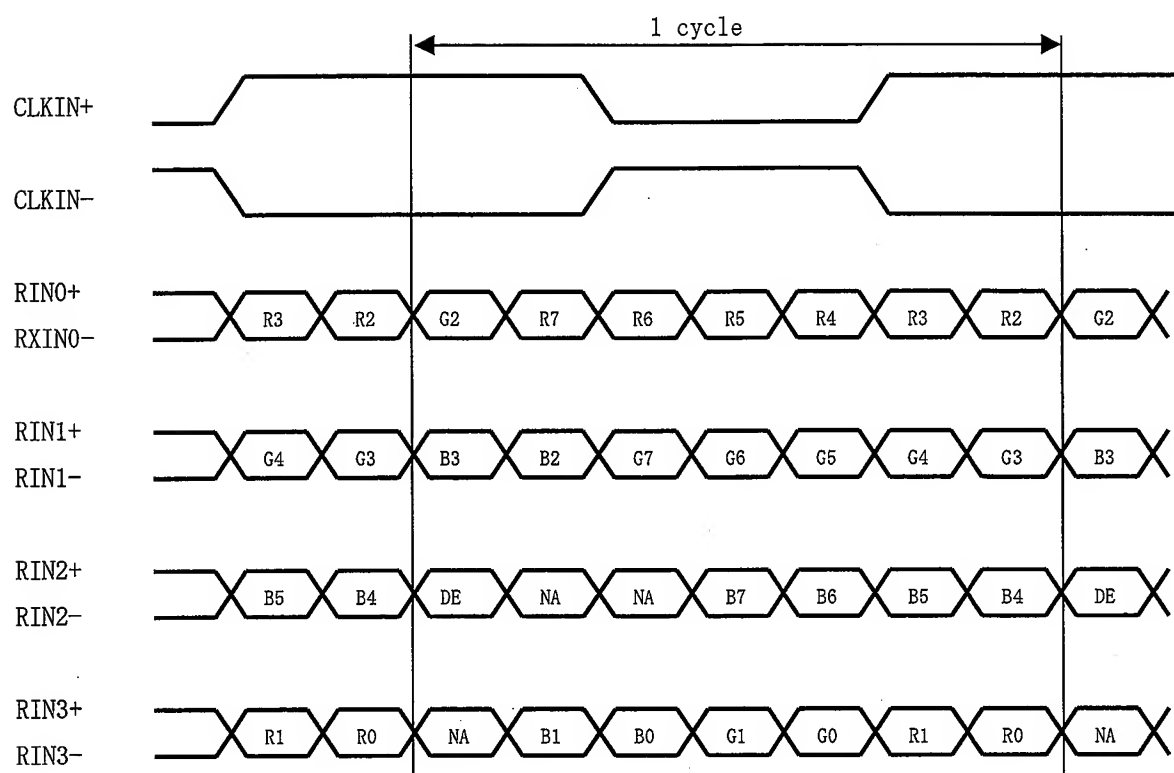 1 cycle
CLKIN+
CLKIN-
RIN0+
RXIN0-
R3 R2 G2 R7 R6 R5 R4 R3 R2 G2
RIN1+
RIN1-
G4 G3 B3 B2 G7 G6 G5 G4 G3 B3
RIN2+
RIN2-
B5 B4 DE NA NA B7 B6 B5 B4 DE
RIN3+
RIN3-
R1 R0 NA B1 B0 G1 G0 R1 R0 NA